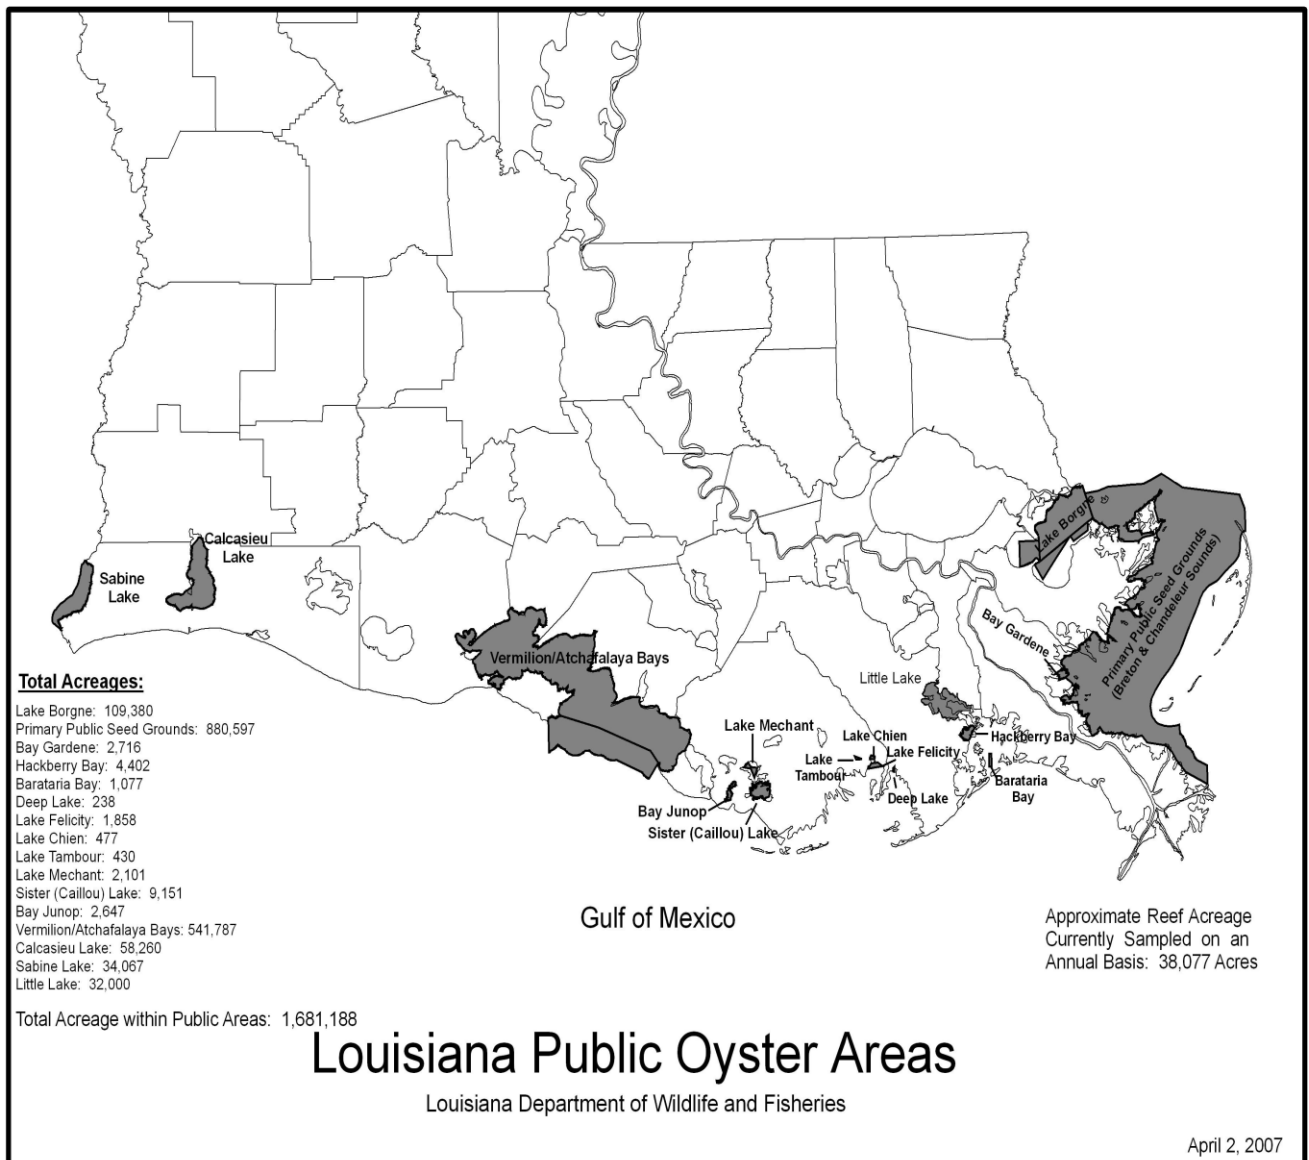 Calcasieu
Lake
Sabine
Lake
Lake Borgne
Primary Public Seed Grounds
(Breton & Chandeleur Sounds)
Bay Gardene
Vermilion/Atchafalaya Bays
Little Lake
Lake Mechant
Lake Chien
Hackberry Bay
Lake Felicity
Lake
Tambour
Barataria
Bay
Deep Lake
Bay Junop
Sister (Caillou) Lake
Total Acreages:
Lake Borgne: 109,380
Primary Public Seed Grounds: 880,597
Bay Gardene: 2,716
Hackberry Bay: 4,402
Barataria Bay: 1,077
Deep Lake: 238
Lake Felicity: 1,858
Lake Chien: 477
Lake Tambour: 430
Lake Mechant: 2,101
Sister (Caillou) Lake: 9,151
Bay Junop: 2,647
Vermilion/Atchafalaya Bays: 541,787
Calcasieu Lake: 58,260
Sabine Lake: 34,067
Little Lake: 32,000
Total Acreage within Public Areas: 1,681,188
Gulf of Mexico
Approximate Reef Acreage
Currently Sampled on an
Annual Basis: 38,077 Acres
Louisiana Public Oyster Areas
Louisiana Department of Wildlife and Fisheries
April 2, 2007